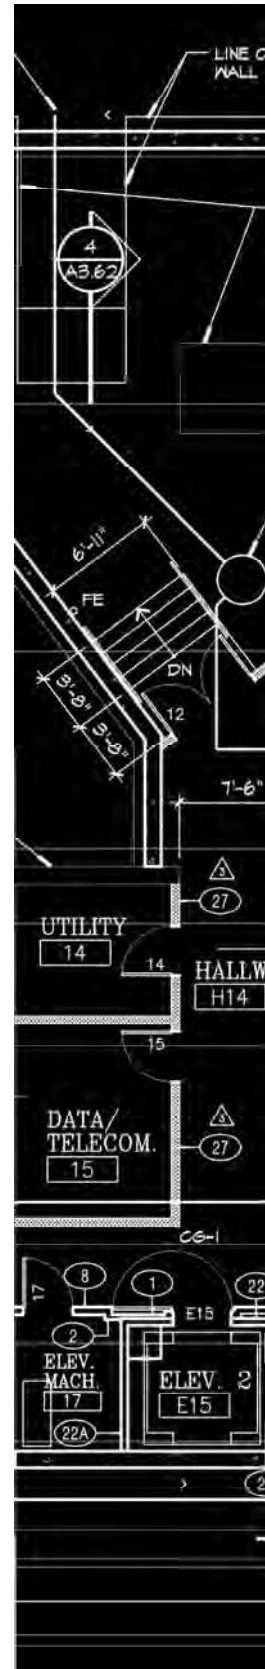 LINE O
WALL
4
A3.62
6'-11"
FE
DN
3'-8"
3'-8"
12
7'-6"
3
27
UTILITY
14
14
HALLW
H14
15
DATA/
TELECOM.
15
3
27
CG-1
17
8
1
22
E15
2
ELEV.
MACH.
17
ELEV. 2
E15
22A
2